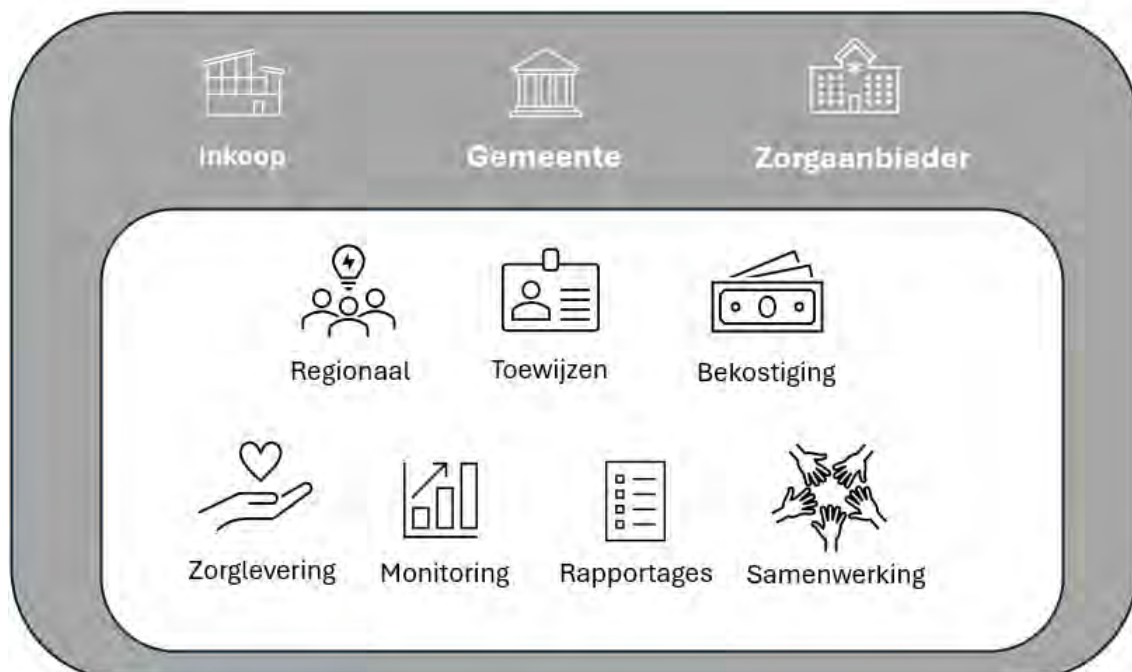 Inkoop Gemeente Zorgaanbieder
Regionaal Toewijzen Bekostiging
Zorglevering Monitoring Rapportages Samenwerking